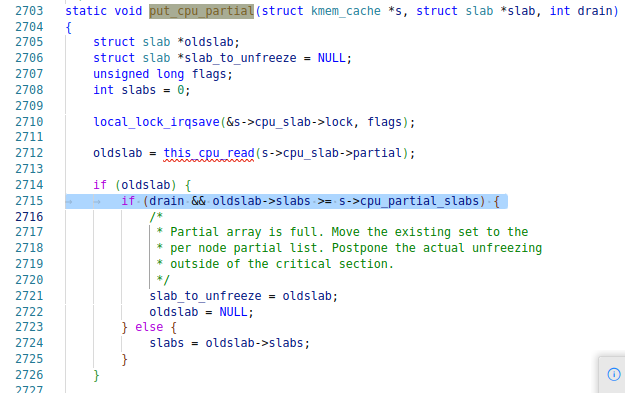 2703 static void put_cpu_partial(struct kmem_cache *s, struct slab *slab, int drain)
2704 {
2705     struct slab *oldslab;
2706     struct slab *slab_to_unfreeze = NULL;
2707     unsigned long flags;
2708     int slabs = 0;
2709
2710     local_lock_irqsave(&s->cpu_slab->lock, flags);
2711
2712     oldslab = this_cpu_read(s->cpu_slab->partial);
2713
2714     if (oldslab) {
2715         if (drain && oldslab->slabs >= s->cpu_partial_slabs) {
2716             /*
2717              * Partial array is full. Move the existing set to the
2718              * per node partial list. Postpone the actual unfreezing
2719              * outside of the critical section.
2720              */
2721             slab_to_unfreeze = oldslab;
2722             oldslab = NULL;
2723         } else {
2724             slabs = oldslab->slabs;
2725         }
2726     }
2727